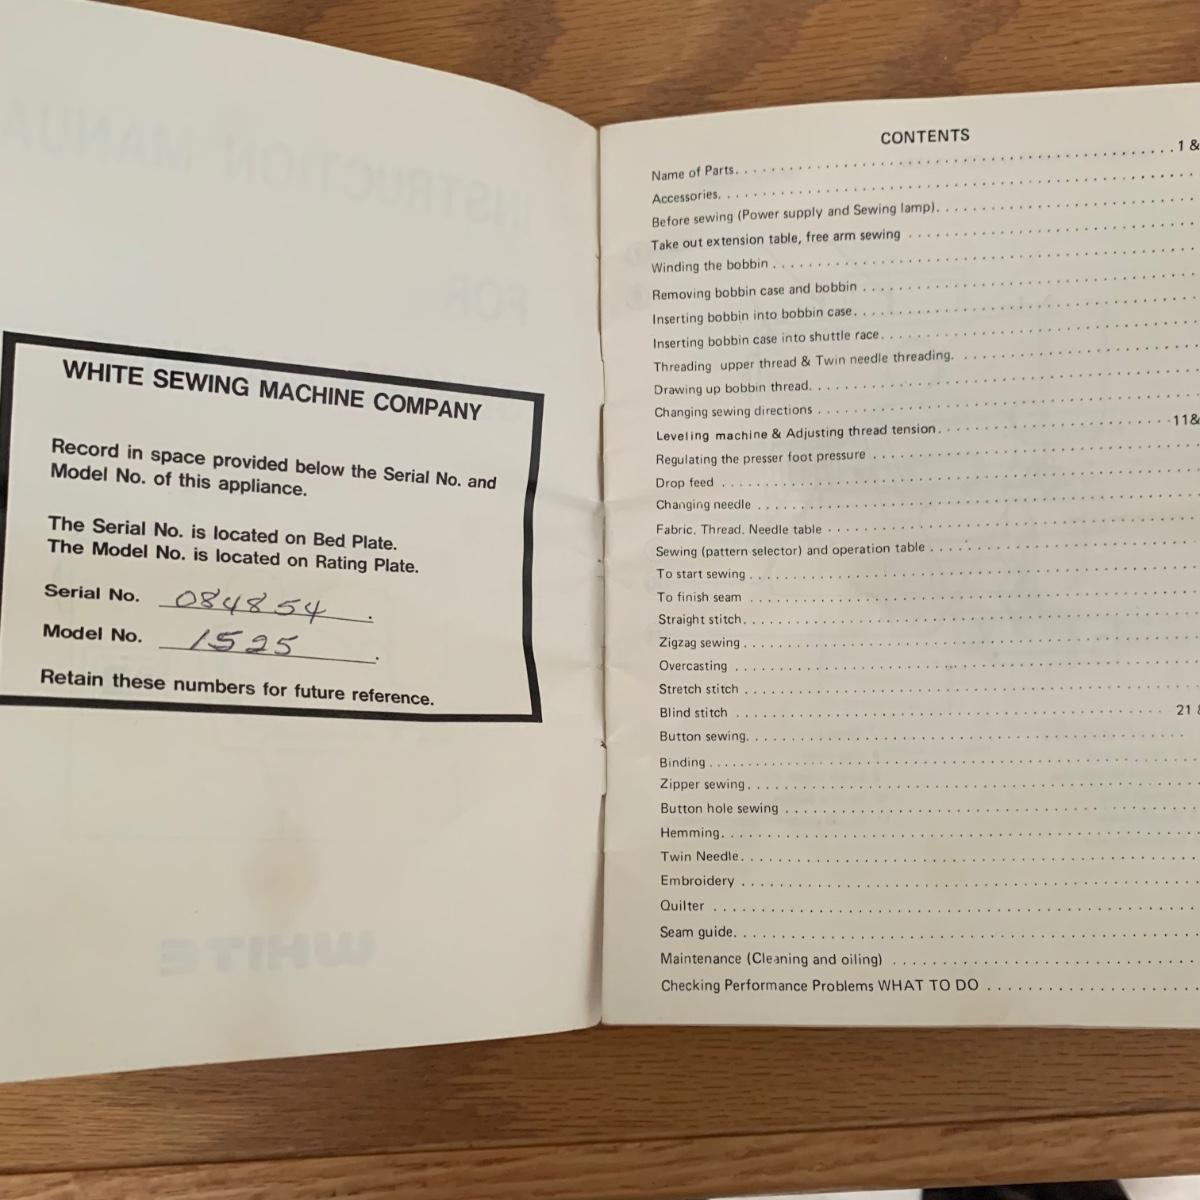 WHITE SEWING MACHINE COMPANY
Record in space provided below the Serial No. and
Model No. of this appliance.
The Serial No. is located on Bed Plate.
The Model No. is located on Rating Plate.
Serial No. 084854.
Model No. 1525.
Retain these numbers for future reference.
INSTRUCTION MANUA
FOR
WHITE
CONTENTS
Name of Parts. . . . . . . . . . . . . . . . . . . . 1 &
Accessories. . . . . . . . . . . . . . . . . . . .
Before sewing (Power supply and Sewing lamp). . . . . . . . . . . . . . . . . . . .
Take out extension table, free arm sewing . . . . . . . . . . . . . . . . . . . .
Winding the bobbin . . . . . . . . . . . . . . . . . . . .
Removing bobbin case and bobbin . . . . . . . . . . . . . . . . . . . .
Inserting bobbin into bobbin case. . . . . . . . . . . . . . . . . . . .
Inserting bobbin case into shuttle race. . . . . . . . . . . . . . . . . . . .
Threading upper thread & Twin needle threading. . . . . . . . . . . . . . . . . . . .
Drawing up bobbin thread. . . . . . . . . . . . . . . . . . . .
Changing sewing directions . . . . . . . . . . . . . . . . . . . .
Leveling machine & Adjusting thread tension. . . . . . . . . . . . . . . . . . . . 11&
Regulating the presser foot pressure . . . . . . . . . . . . . . . . . . . .
Drop feed . . . . . . . . . . . . . . . . . . . .
Changing needle . . . . . . . . . . . . . . . . . . . .
Fabric. Thread. Needle table . . . . . . . . . . . . . . . . . . . .
Sewing (pattern selector) and operation table . . . . . . . . . . . . . . . . . . . .
To start sewing . . . . . . . . . . . . . . . . . . . .
To finish seam . . . . . . . . . . . . . . . . . . . .
Straight stitch. . . . . . . . . . . . . . . . . . . .
Zigzag sewing . . . . . . . . . . . . . . . . . . . .
Overcasting . . . . . . . . . . . . . . . . . . . .
Stretch stitch . . . . . . . . . . . . . . . . . . . .
Blind stitch . . . . . . . . . . . . . . . . . . . . 21 &
Button sewing. . . . . . . . . . . . . . . . . . . .
Binding . . . . . . . . . . . . . . . . . . . .
Zipper sewing. . . . . . . . . . . . . . . . . . . .
Button hole sewing . . . . . . . . . . . . . . . . . . . .
Hemming. . . . . . . . . . . . . . . . . . . .
Twin Needle. . . . . . . . . . . . . . . . . . . .
Embroidery . . . . . . . . . . . . . . . . . . . .
Quilter . . . . . . . . . . . . . . . . . . . .
Seam guide. . . . . . . . . . . . . . . . . . . .
Maintenance (Cleaning and oiling) . . . . . . . . . . . . . . . . . . . .
Checking Performance Problems WHAT TO DO . . . . . . . . . . . . . . . . . . . .